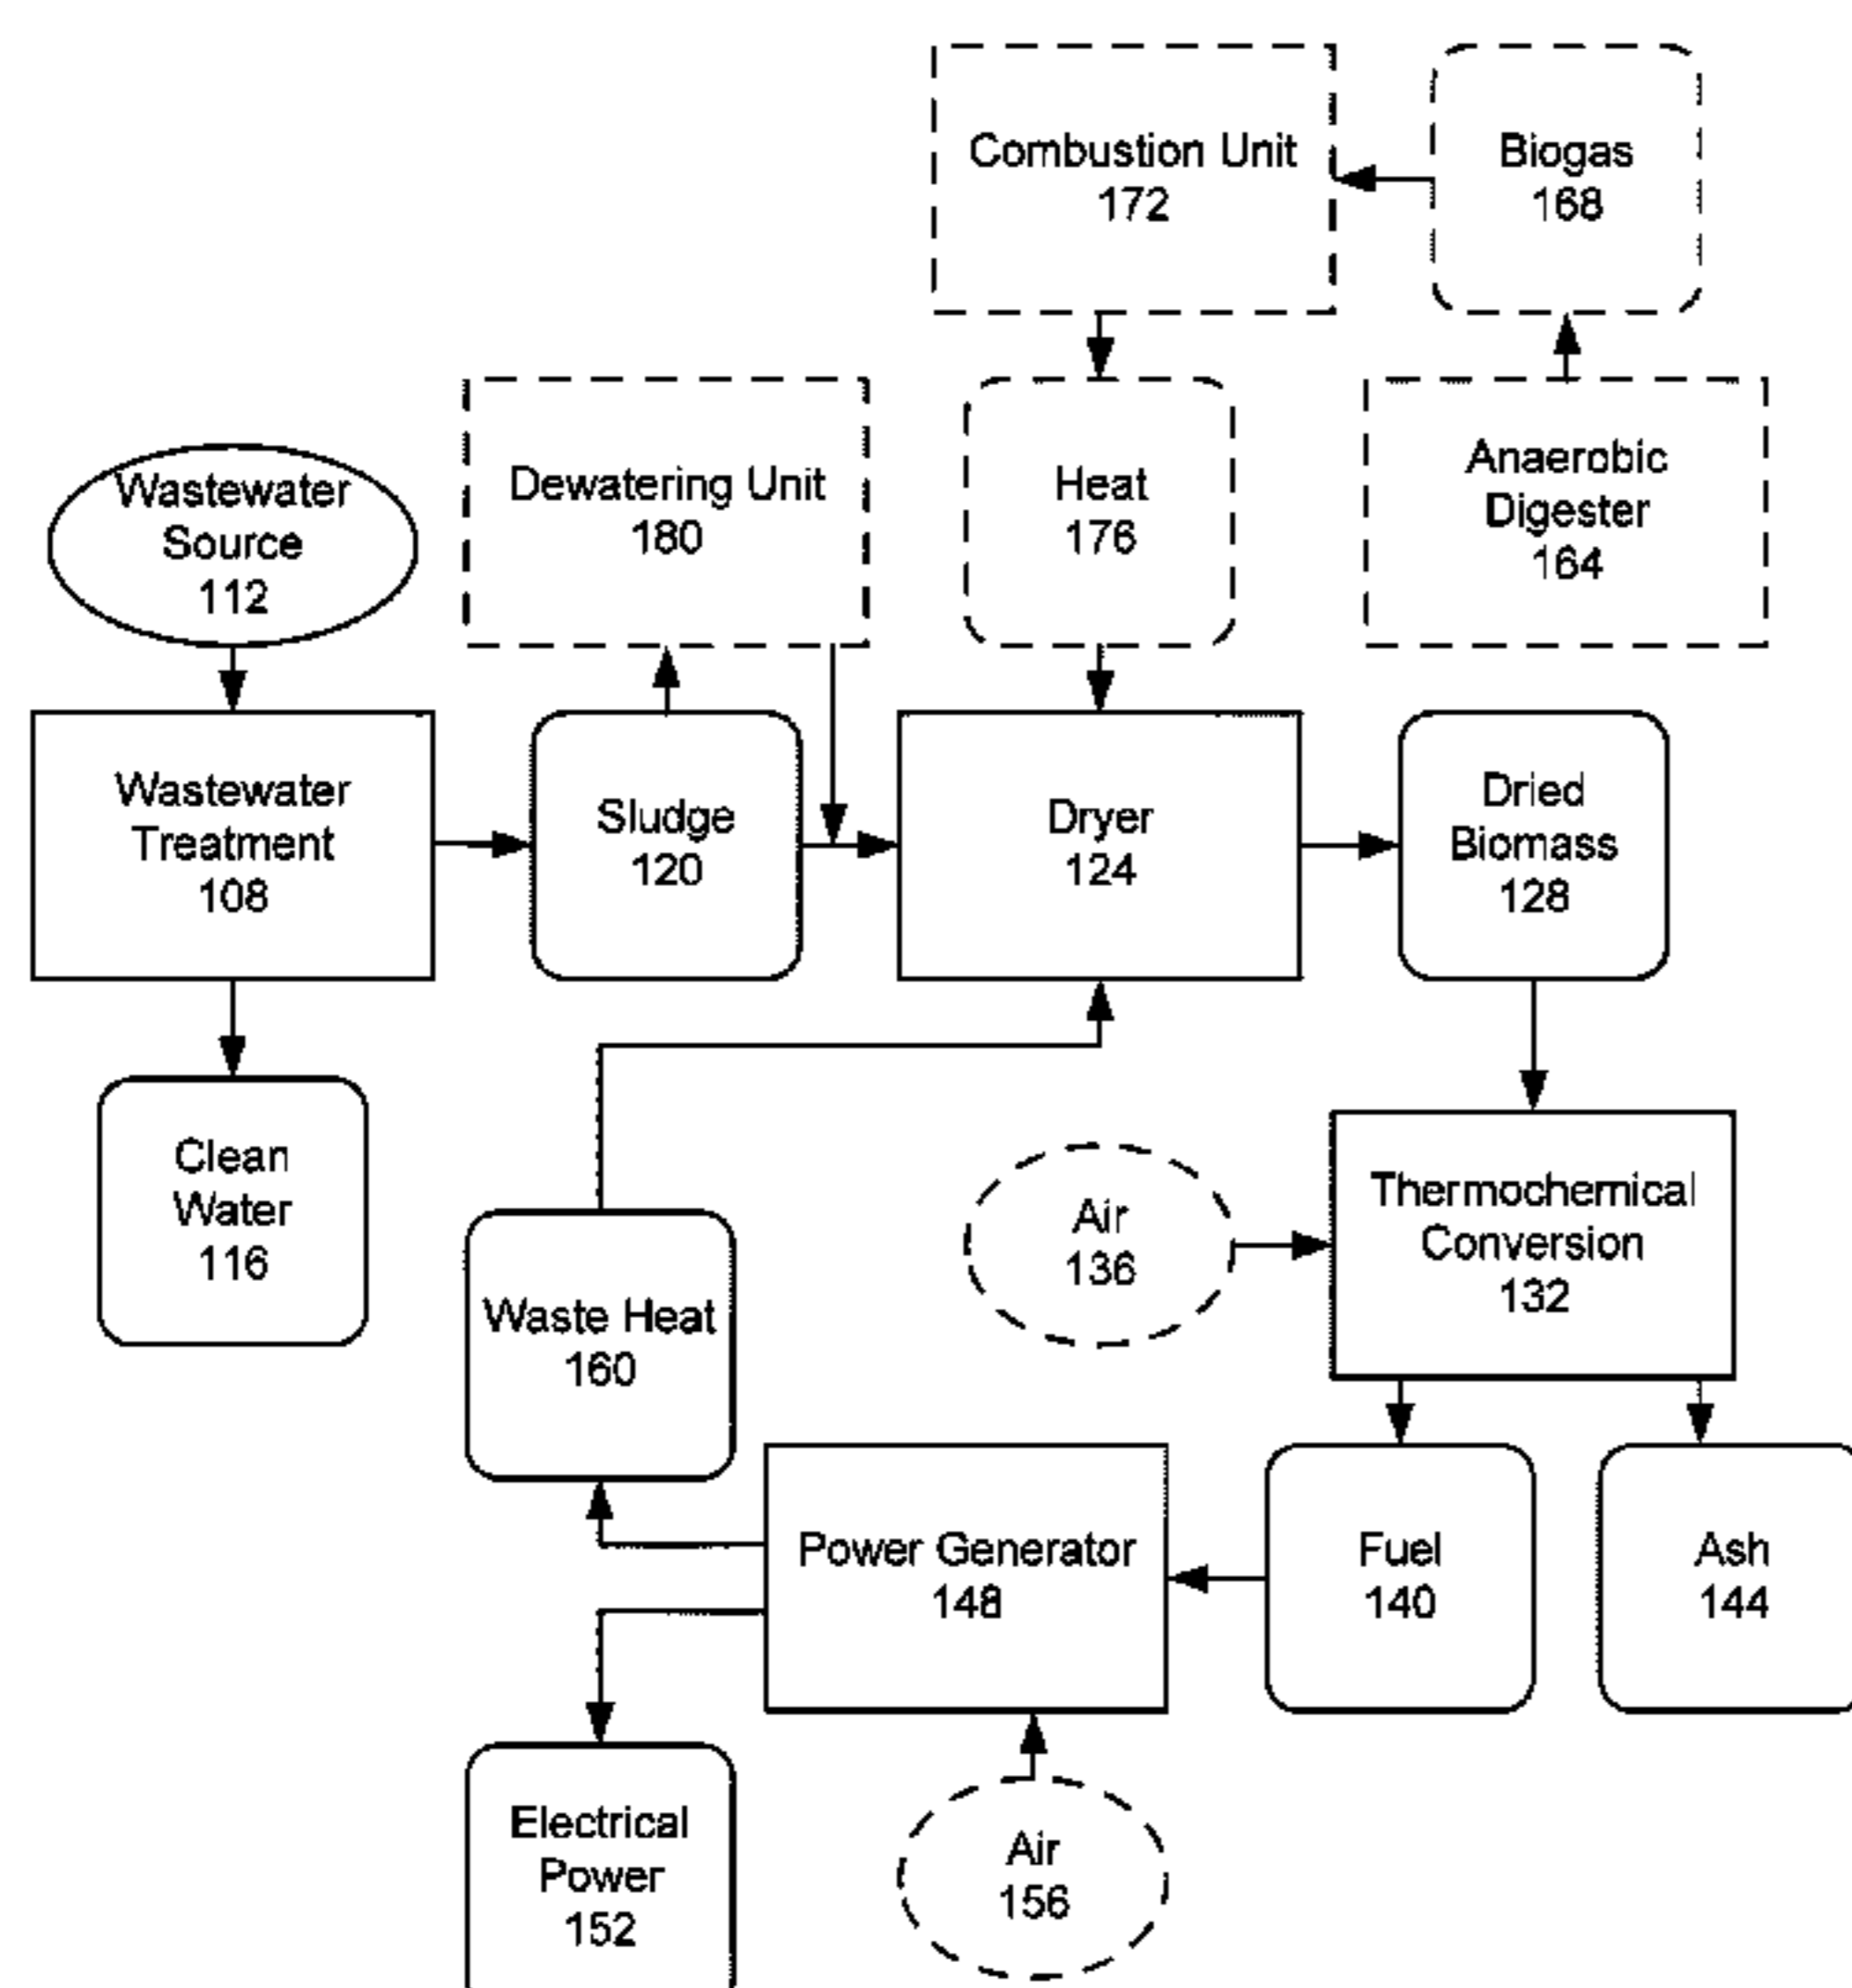 Combustion Unit
172
Biogas
168
Wastewater
Source
112
Dewatering Unit
180
Heat
176
Anaerobic
Digester
164
Wastewater
Treatment
108
Sludge
120
Dryer
124
Dried
Biomass
128
Clean
Water
116
Waste Heat
160
Air
136
Thermochemical
Conversion
132
Power Generator
148
Fuel
140
Ash
144
Electrical
Power
152
Air
156